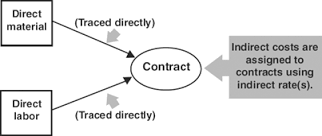 Direct
material
(Traced directly)
Contract
Indirect costs are
assigned to
contracts using
indirect rate(s).
Direct
labor
(Traced directly)